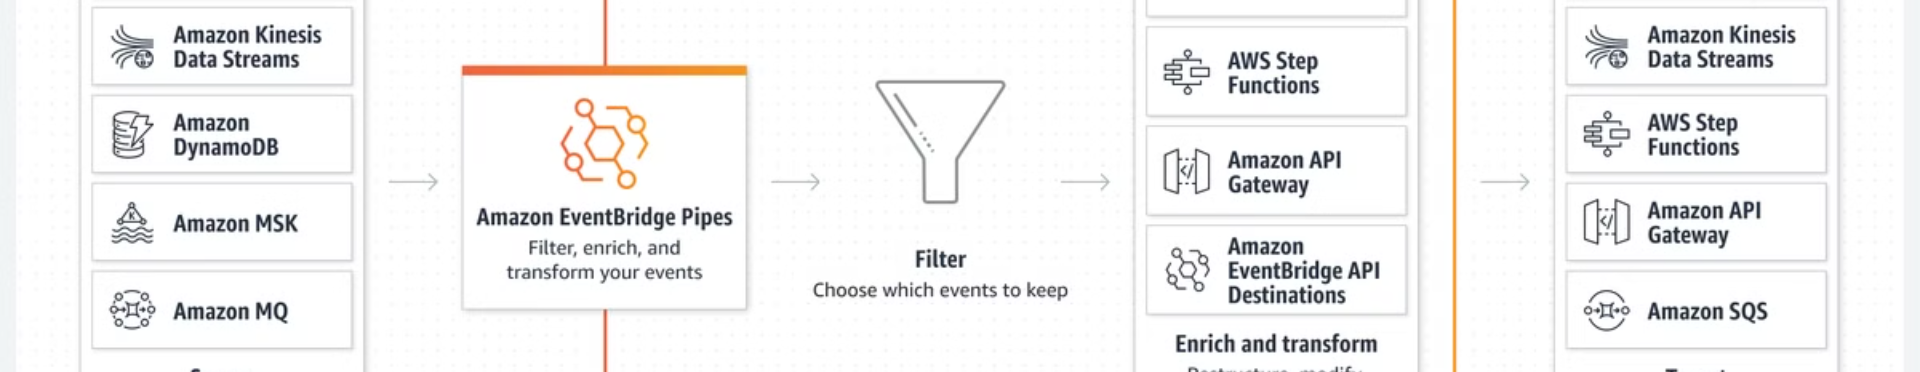 Amazon Kinesis
Data Streams
Amazon
DynamoDB
Amazon MSK
Amazon MQ
Amazon EventBridge Pipes
Filter, enrich, and
transform your events
Filter
Choose which events to keep
AWS Step
Functions
Amazon API
Gateway
Amazon
EventBridge API
Destinations
Enrich and transform
Restructure, modify
Amazon Kinesis
Data Streams
AWS Step
Functions
Amazon API
Gateway
Amazon SQS